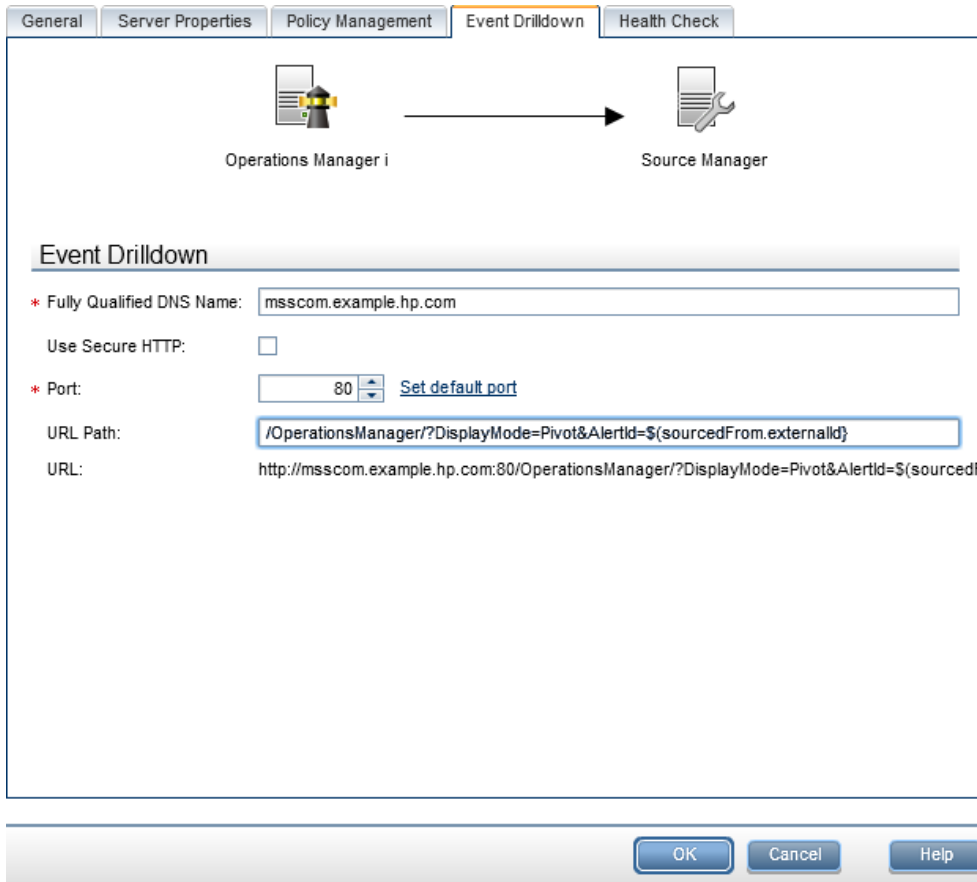 General Server Properties Policy Management Event Drilldown Health Check
Operations Manager i Source Manager
Event Drilldown
* Fully Qualified DNS Name: msscom.example.hp.com
Use Secure HTTP:
* Port: 80 Set default port
URL Path: /OperationsManager/?DisplayMode=Pivot&AlertId=$(sourcedFrom.externalId}
URL: http://msscom.example.hp.com:80/OperationsManager/?DisplayMode=Pivot&AlertId=$(sourcedF
OK Cancel Help